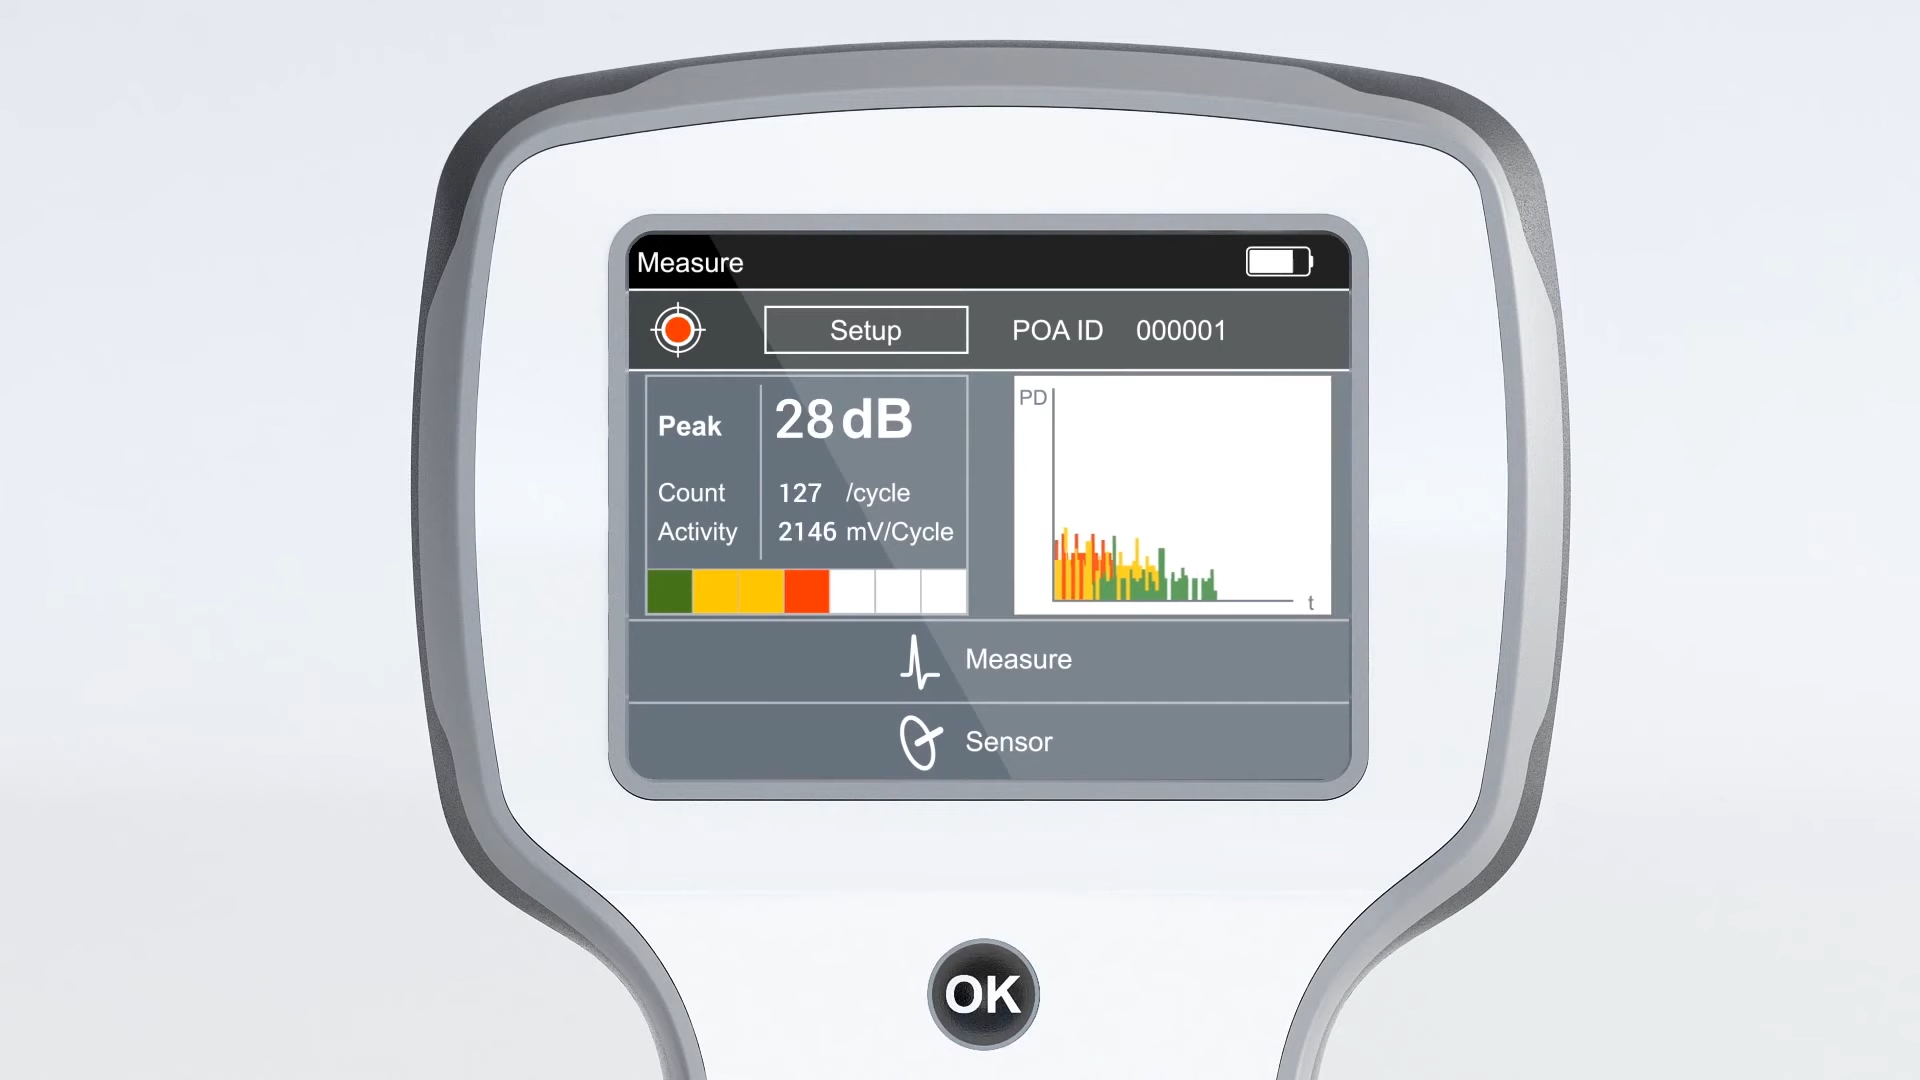 Measure
Setup POA ID 000001
Peak 28 dB
Count 127 /cycle
Activity 2146 mV/Cycle
PD
t
Measure
Sensor
OK